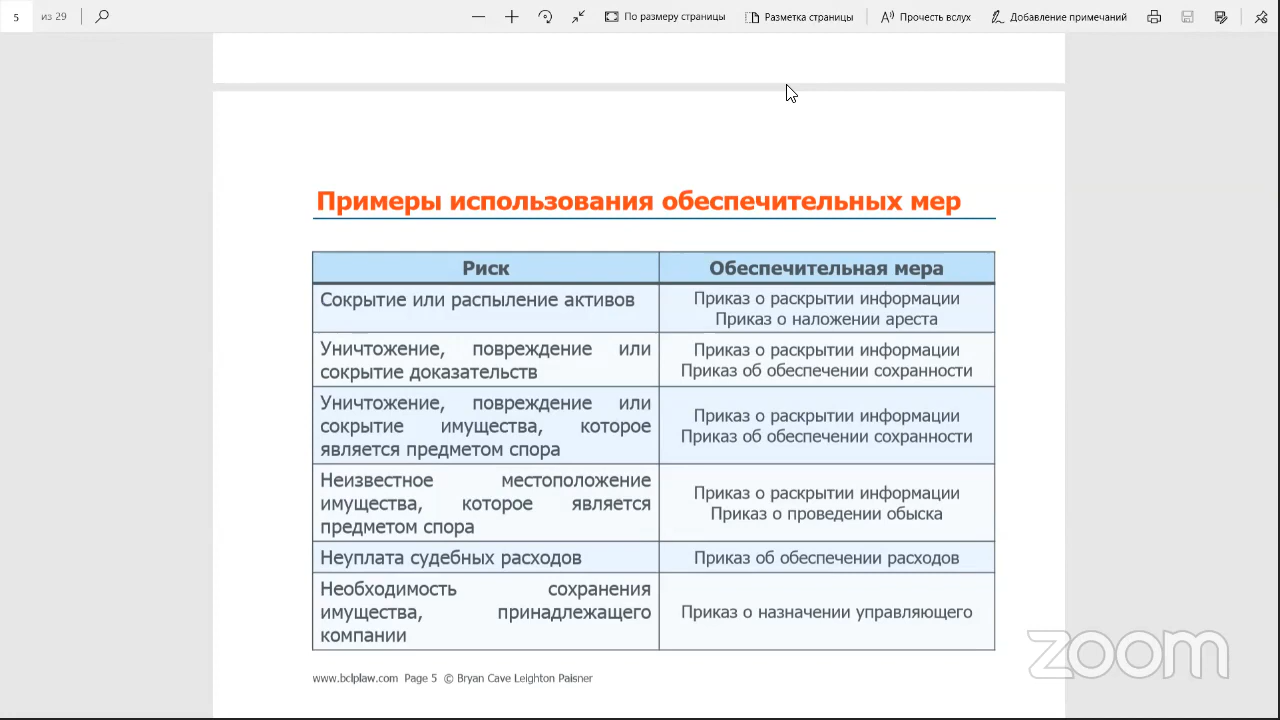 5 из 29
По размеру страницы
Разметка страницы
Прочесть вслух
Добавление примечаний
Примеры использования обеспечительных мер
Риск
Обеспечительная мера
Сокрытие или распыление активов
Приказ о раскрытии информации
Приказ о наложении ареста
Уничтожение, повреждение или
сокрытие доказательств
Приказ о раскрытии информации
Приказ об обеспечении сохранности
Уничтожение, повреждение или
сокрытие имущества, которое
является предметом спора
Приказ о раскрытии информации
Приказ об обеспечении сохранности
Неизвестное местоположение
имущества, которое является
предметом спора
Приказ о раскрытии информации
Приказ о проведении обыска
Неуплата судебных расходов
Приказ об обеспечении расходов
Необходимость сохранения
имущества, принадлежащего
компании
Приказ о назначении управляющего
www.bclplaw.com Page 5 © Bryan Cave Leighton Paisner
zoom